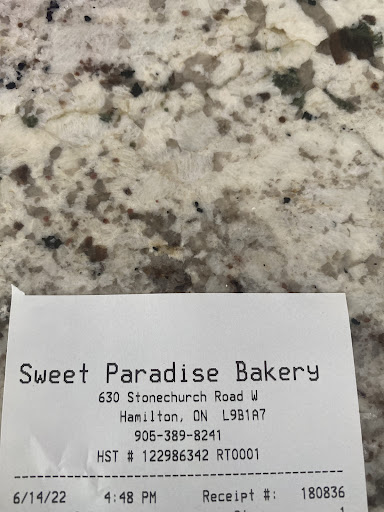 Sweet Paradise Bakery
630 Stonechurch Road W
Hamilton, ON L9B1A7
905-389-8241
HST # 122986342 RT0001
6/14/22 4:48 PM Receipt #: 180836